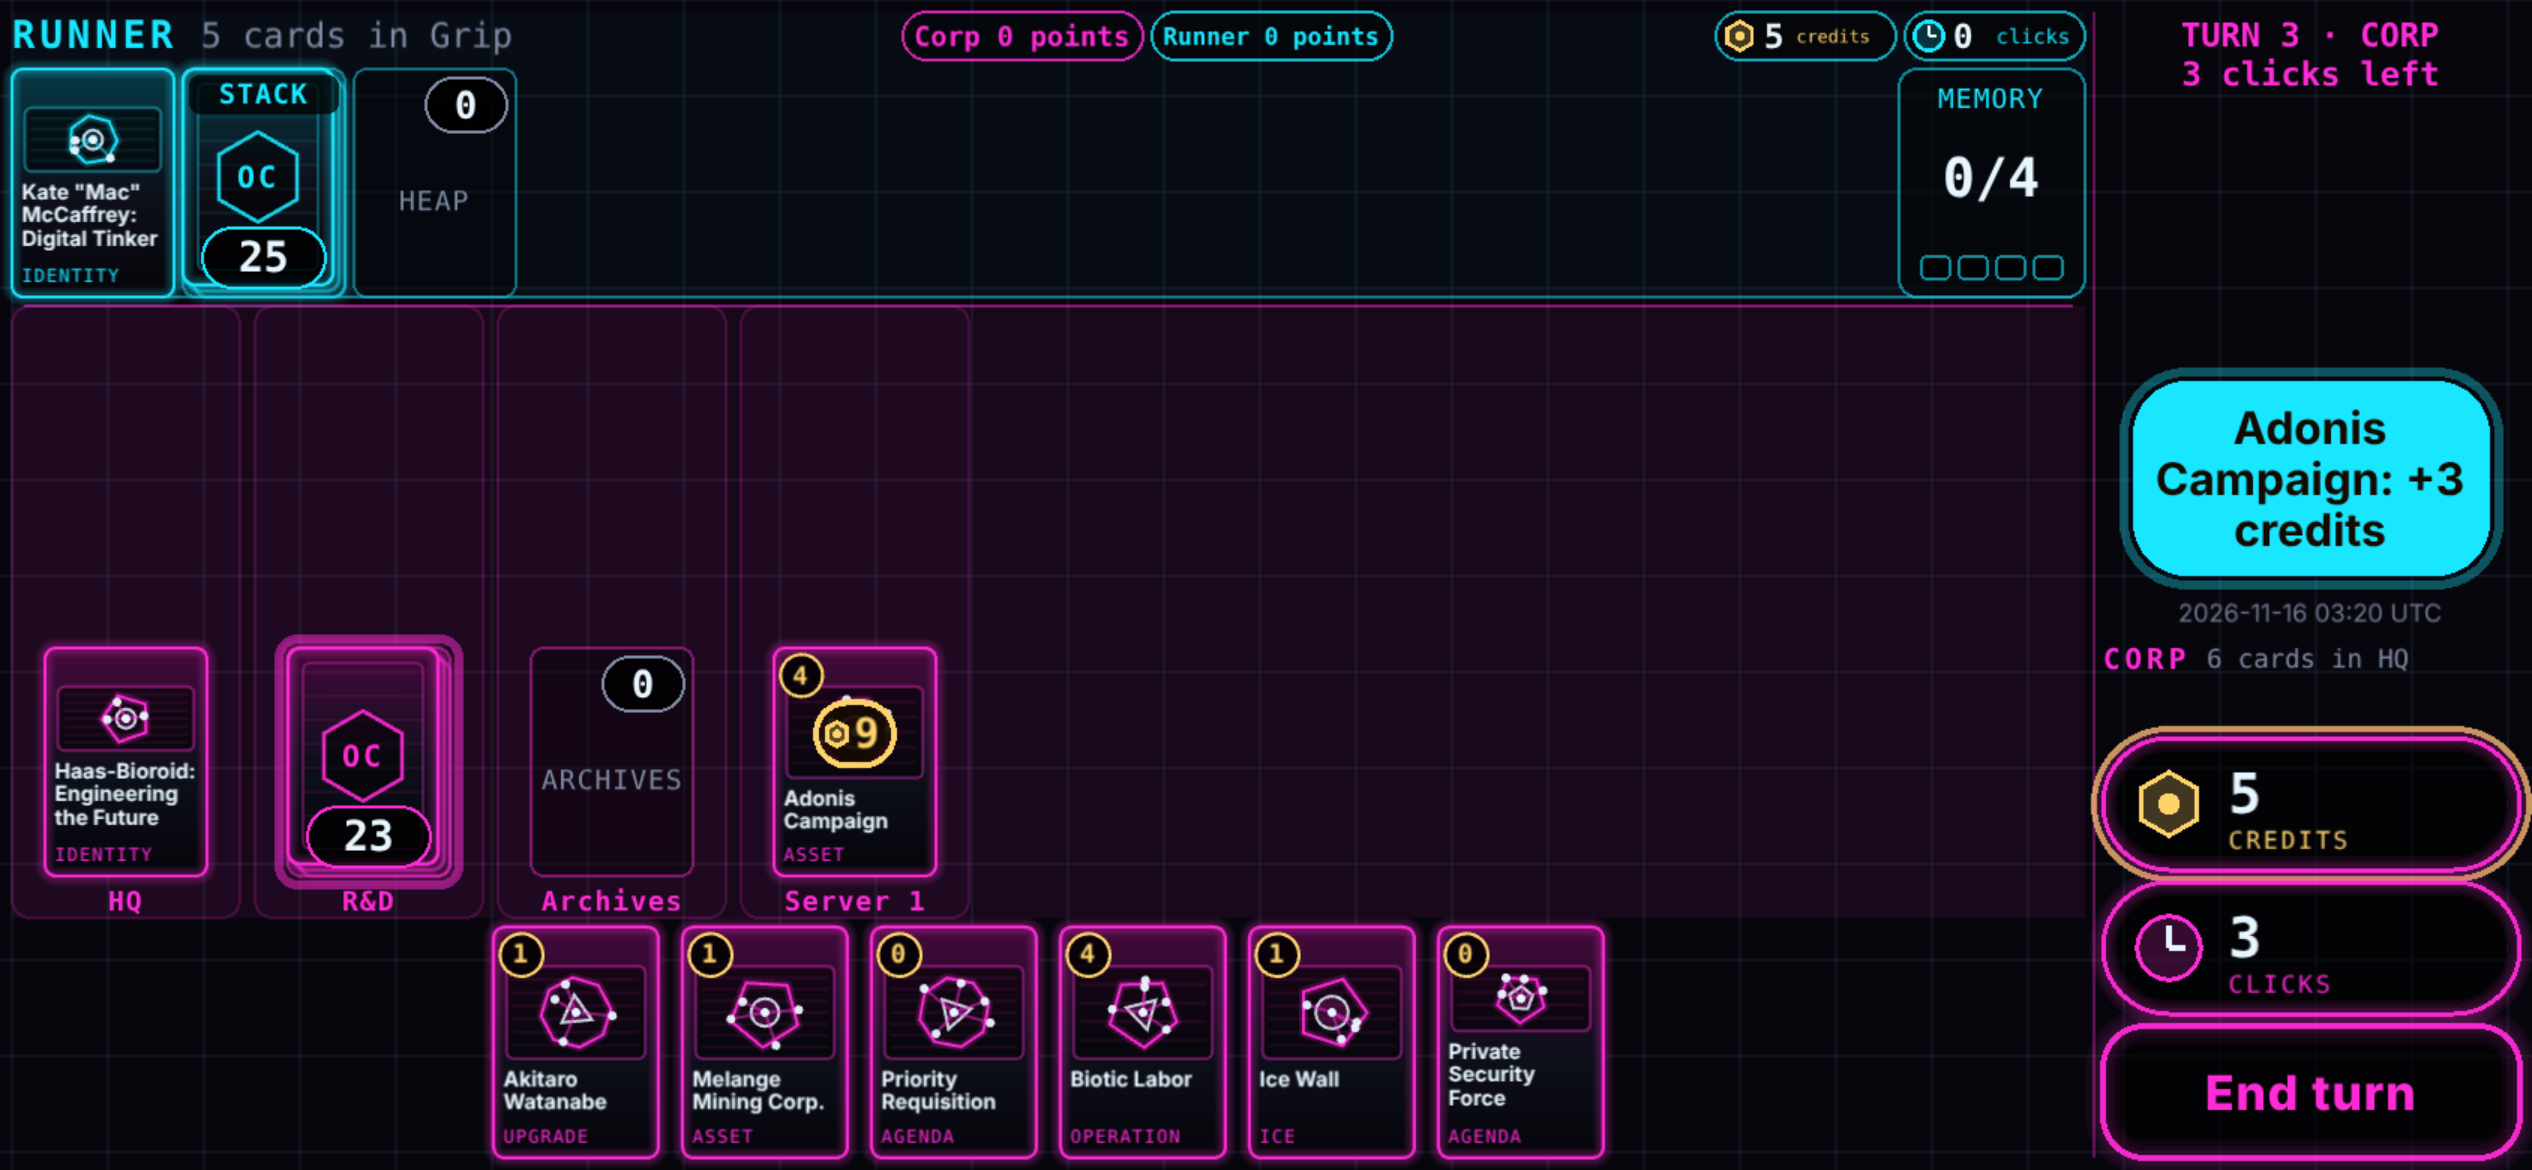 RUNNER 5 cards in Grip
Corp 0 points
Runner 0 points
5 credits
0 clicks
TURN 3 · CORP
3 clicks left
Kate "Mac"
McCaffrey:
Digital Tinker
IDENTITY
STACK
OC
25
0
HEAP
MEMORY
0/4
Adonis
Campaign: +3
credits
2026-11-16 03:20 UTC
CORP 6 cards in HQ
Haas-Bioroid:
Engineering
the Future
IDENTITY
HQ
OC
23
R&D
0
ARCHIVES
Archives
4
9
Adonis
Campaign
ASSET
Server 1
5
CREDITS
3
CLICKS
End turn
1
Akitaro
Watanabe
UPGRADE
1
Melange
Mining Corp.
ASSET
0
Priority
Requisition
AGENDA
4
Biotic Labor
OPERATION
1
Ice Wall
ICE
0
Private
Security
Force
AGENDA